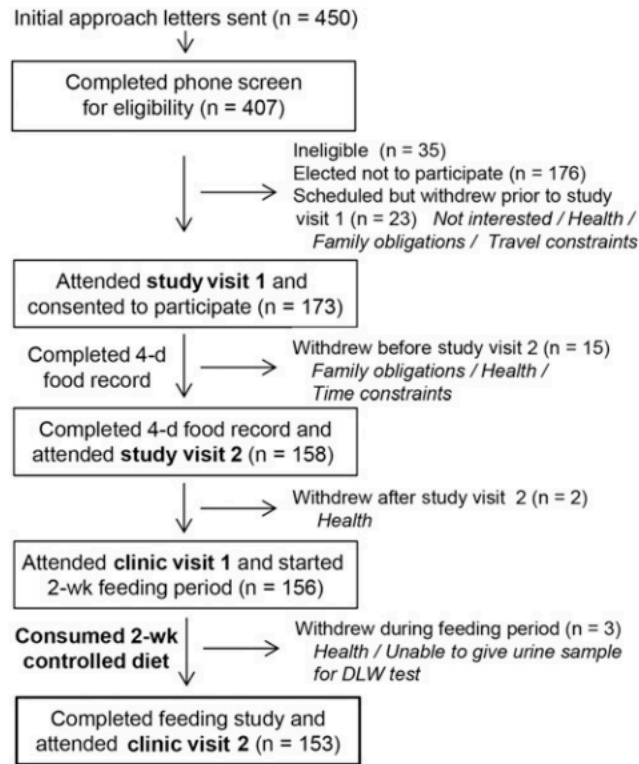 Initial approach letters sent (n = 450)
Completed phone screen
for eligibility (n = 407)
Ineligible (n = 35)
Elected not to participate (n = 176)
Scheduled but withdrew prior to study
visit 1 (n = 23) Not interested / Health /
Family obligations / Travel constraints
Attended study visit 1 and
consented to participate (n = 173)
Completed 4-d
food record
Withdrew before study visit 2 (n = 15)
Family obligations / Health /
Time constraints
Completed 4-d food record and
attended study visit 2 (n = 158)
Withdrew after study visit 2 (n = 2)
Health
Attended clinic visit 1 and started
2-wk feeding period (n = 156)
Consumed 2-wk
controlled diet
Withdrew during feeding period (n = 3)
Health / Unable to give urine sample
for DLW test
Completed feeding study and
attended clinic visit 2 (n = 153)